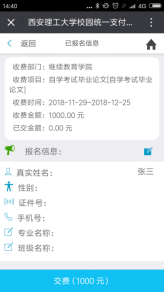 14:40
4G
西安理工大学校园统一支付...
返回
已报名信息
收费部门：继续教育学院
收费项目：自学考试毕业论文[自学考试毕业
论文]
收费时间：2018-11-29~2018-12-25
收费金额：1000.00 元
已交金额：0.00 元
报名信息：
真实姓名： 张三
性别：
证件号：
手机号：
专业名称：
班级名称：
交费（1000 元）